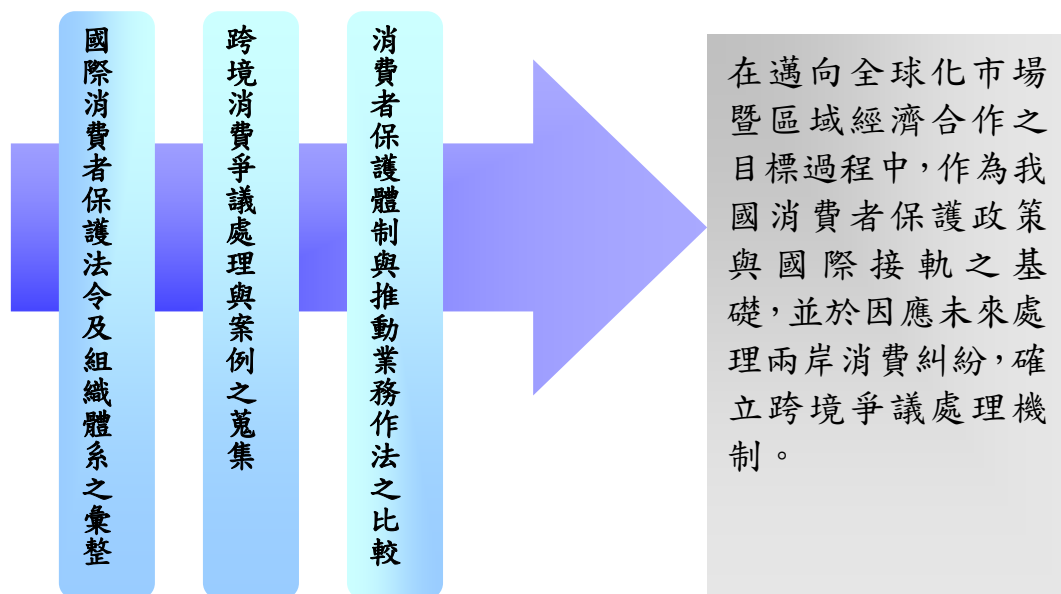 國際消費者保護法令及組織體系之彙整
跨境消費爭議處理與案例之蒐集
消費者保護體制與推動業務作法之比較
在邁向全球化市場
暨區域經濟合作之
目標過程中，作為我
國消費者保護政策
與國際接軌之基
礎，並於因應未來處
理兩岸消費糾紛，確
立跨境爭議處理機
制。